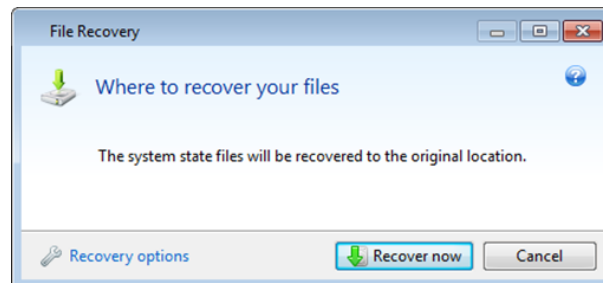 File Recovery
Where to recover your files
The system state files will be recovered to the original location.
Recovery options
Recover now
Cancel